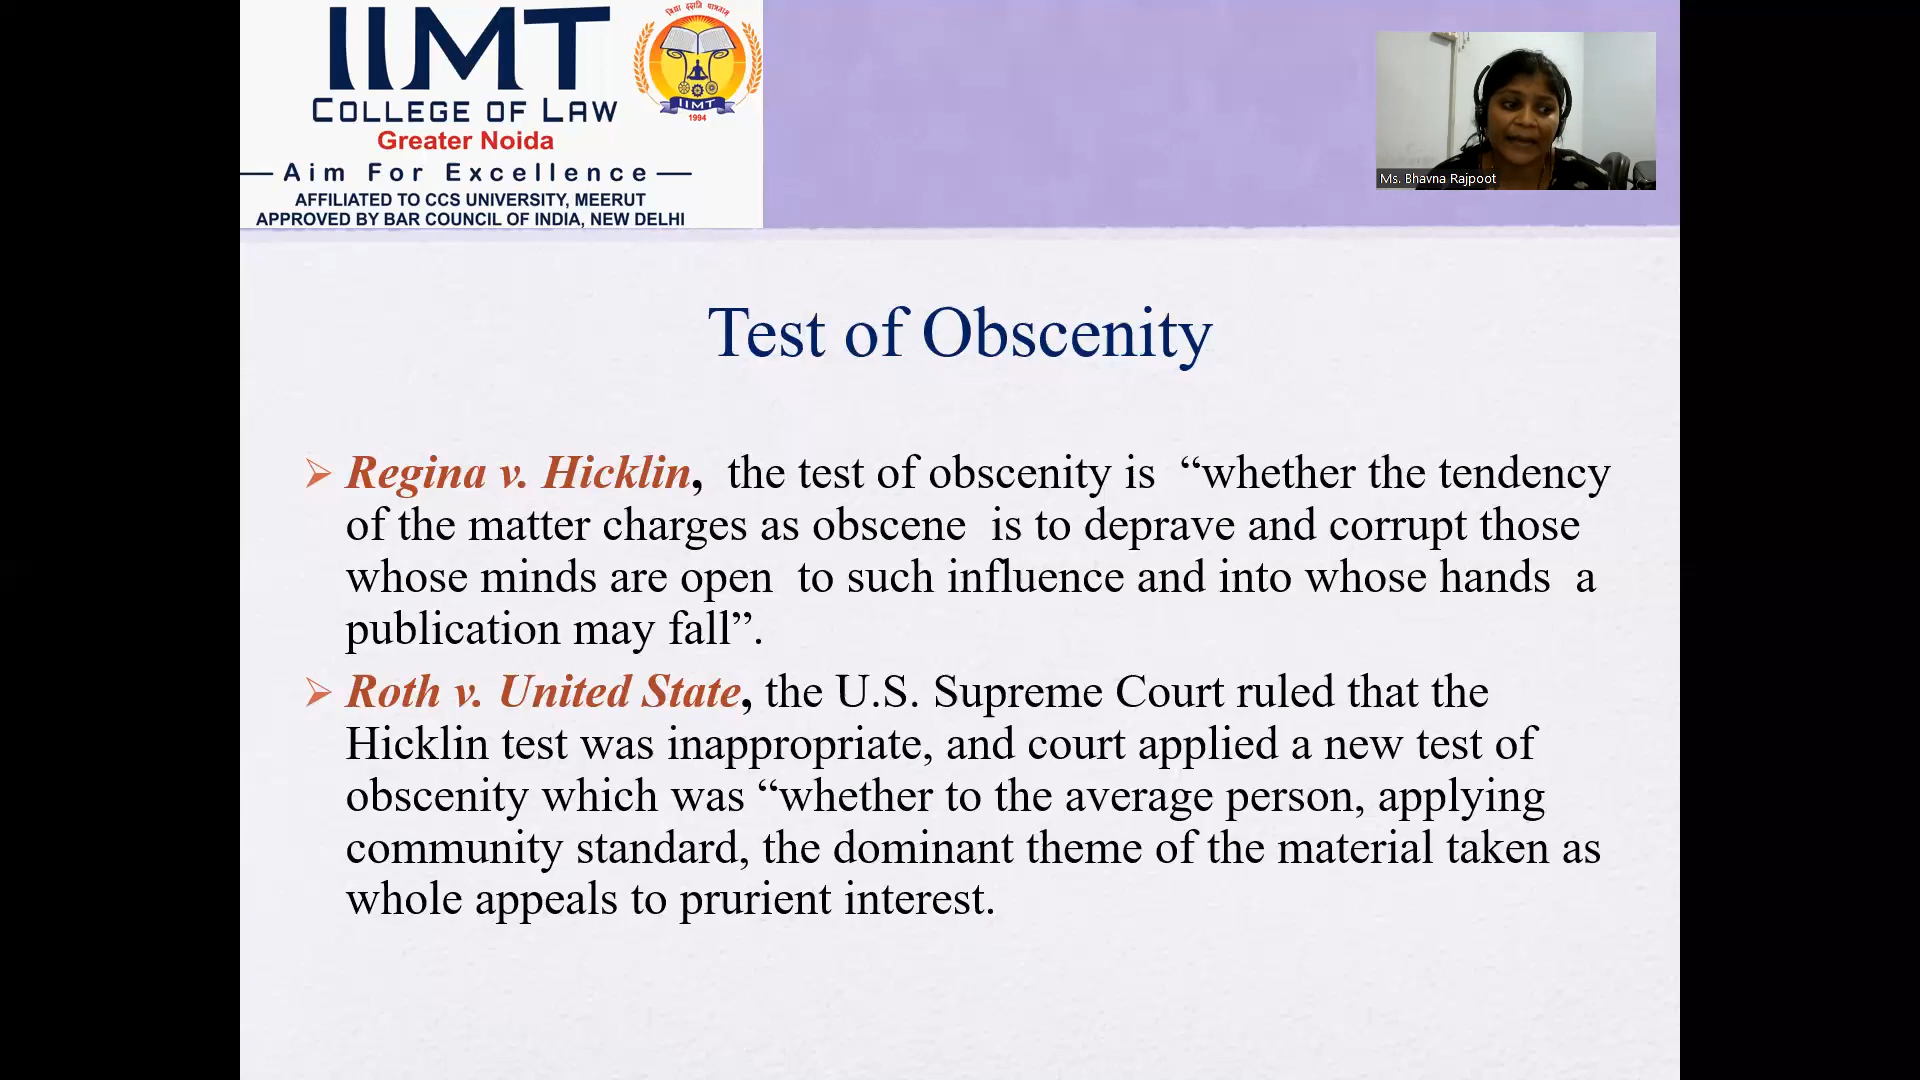 IIMT
COLLEGE OF LAW
Greater Noida
Aim For Excellence
AFFILIATED TO CCS UNIVERSITY, MEERUT
APPROVED BY BAR COUNCIL OF INDIA, NEW DELHI
विद्या ददाति पात्रताम्
IIMT
1994
Ms. Bhavna Rajpoot
Test of Obscenity
Regina v. Hicklin, the test of obscenity is “whether the tendency
of the matter charges as obscene is to deprave and corrupt those
whose minds are open to such influence and into whose hands a
publication may fall”.
Roth v. United State, the U.S. Supreme Court ruled that the
Hicklin test was inappropriate, and court applied a new test of
obscenity which was “whether to the average person, applying
community standard, the dominant theme of the material taken as
whole appeals to prurient interest.